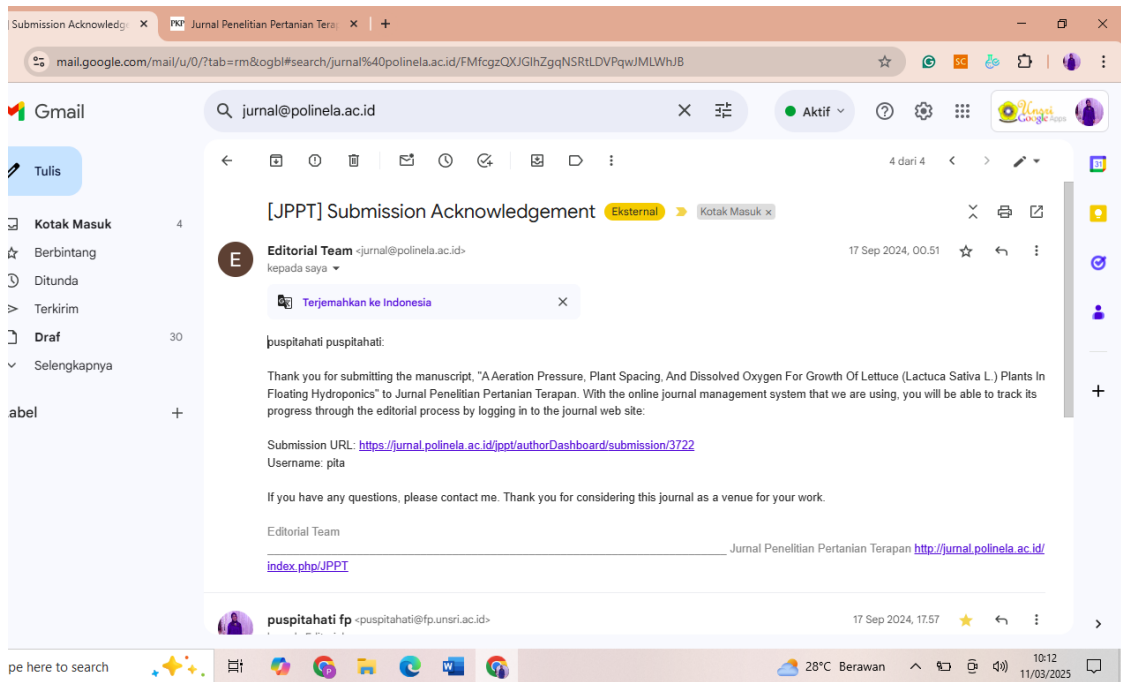 Submission Acknowledge
PKP Jurnal Penelitian Pertanian Tera
mail.google.com/mail/u/0/?tab=rm&ogbl#search/jurnal%40polinela.ac.id/FMfcgzQXJGlhZgqNSRtLDVPqwJMLWhJB
SC
Gmail
jurnal@polinela.ac.id
Aktif
Unsri
Google Apps
Tulis
4 dari 4
31
[JPPT] Submission Acknowledgement Eksternal Kotak Masuk x
Kotak Masuk 4
Berbintang
Ditunda
Terkirim
Draf 30
Selengkapnya
abel
E
Editorial Team <jurnal@polinela.ac.id> 17 Sep 2024, 00.51
kepada saya
Terjemahkan ke Indonesia
puspitahati puspitahati:
Thank you for submitting the manuscript, "A Aeration Pressure, Plant Spacing, And Dissolved Oxygen For Growth Of Lettuce (Lactuca Sativa L.) Plants In
Floating Hydroponics" to Jurnal Penelitian Pertanian Terapan. With the online journal management system that we are using, you will be able to track its
progress through the editorial process by logging in to the journal web site:
Submission URL: https://jurnal.polinela.ac.id/jppt/authorDashboard/submission/3722
Username: pita
If you have any questions, please contact me. Thank you for considering this journal as a venue for your work.
Editorial Team
Jurnal Penelitian Pertanian Terapan http://jurnal.polinela.ac.id/
index.php/JPPT
puspitahati fp <puspitahati@fp.unsri.ac.id> 17 Sep 2024, 17.57
pe here to search
28°C Berawan
10:12
11/03/2025